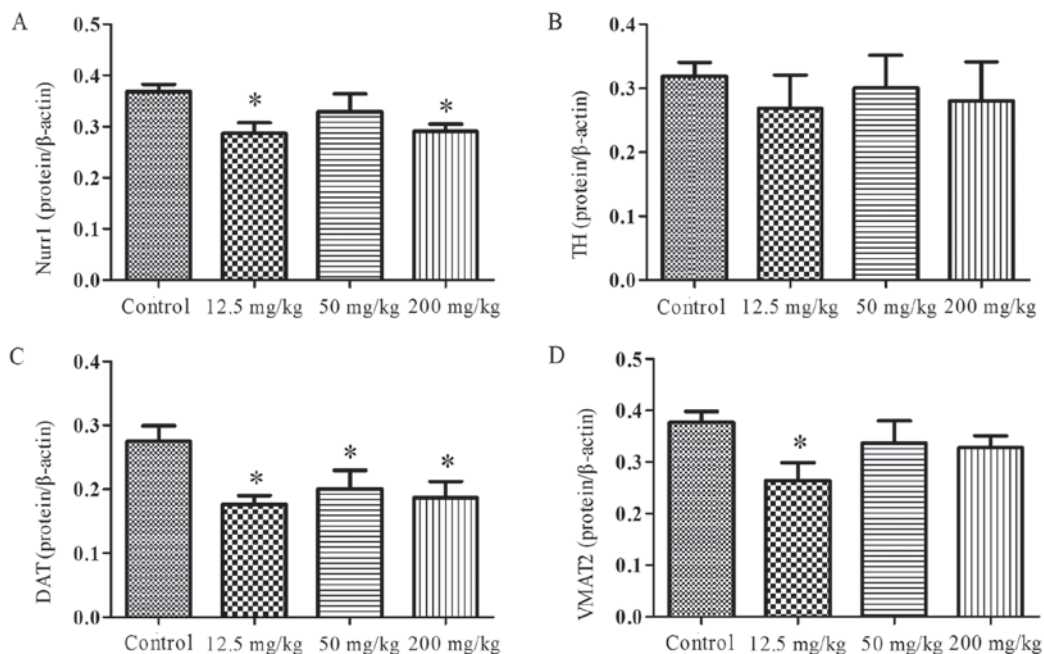 A
Nurr1 (protein/β-actin)
0.5
0.4
0.3
0.2
0.1
0.0
*
*
Control 12.5 mg/kg 50 mg/kg 200 mg/kg
B
TH (protein/β-actin)
0.4
0.3
0.2
0.1
0.0
Control 12.5 mg/kg 50 mg/kg 200 mg/kg
C
DAT (protein/β-actin)
0.4
0.3
0.2
0.1
0.0
*
*
*
Control 12.5 mg/kg 50 mg/kg 200 mg/kg
D
VMAT2 (protein/β-actin)
0.5
0.4
0.3
0.2
0.1
0.0
*
Control 12.5 mg/kg 50 mg/kg 200 mg/kg